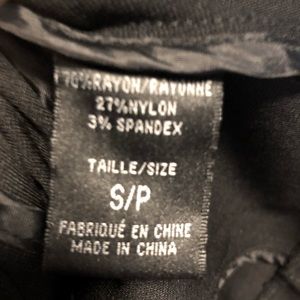 70%RAYON/RAYONNE
27%NYLON
3% SPANDEX
TAILLE/SIZE
S/P
FABRIQUÉ EN CHINE
MADE IN CHINA